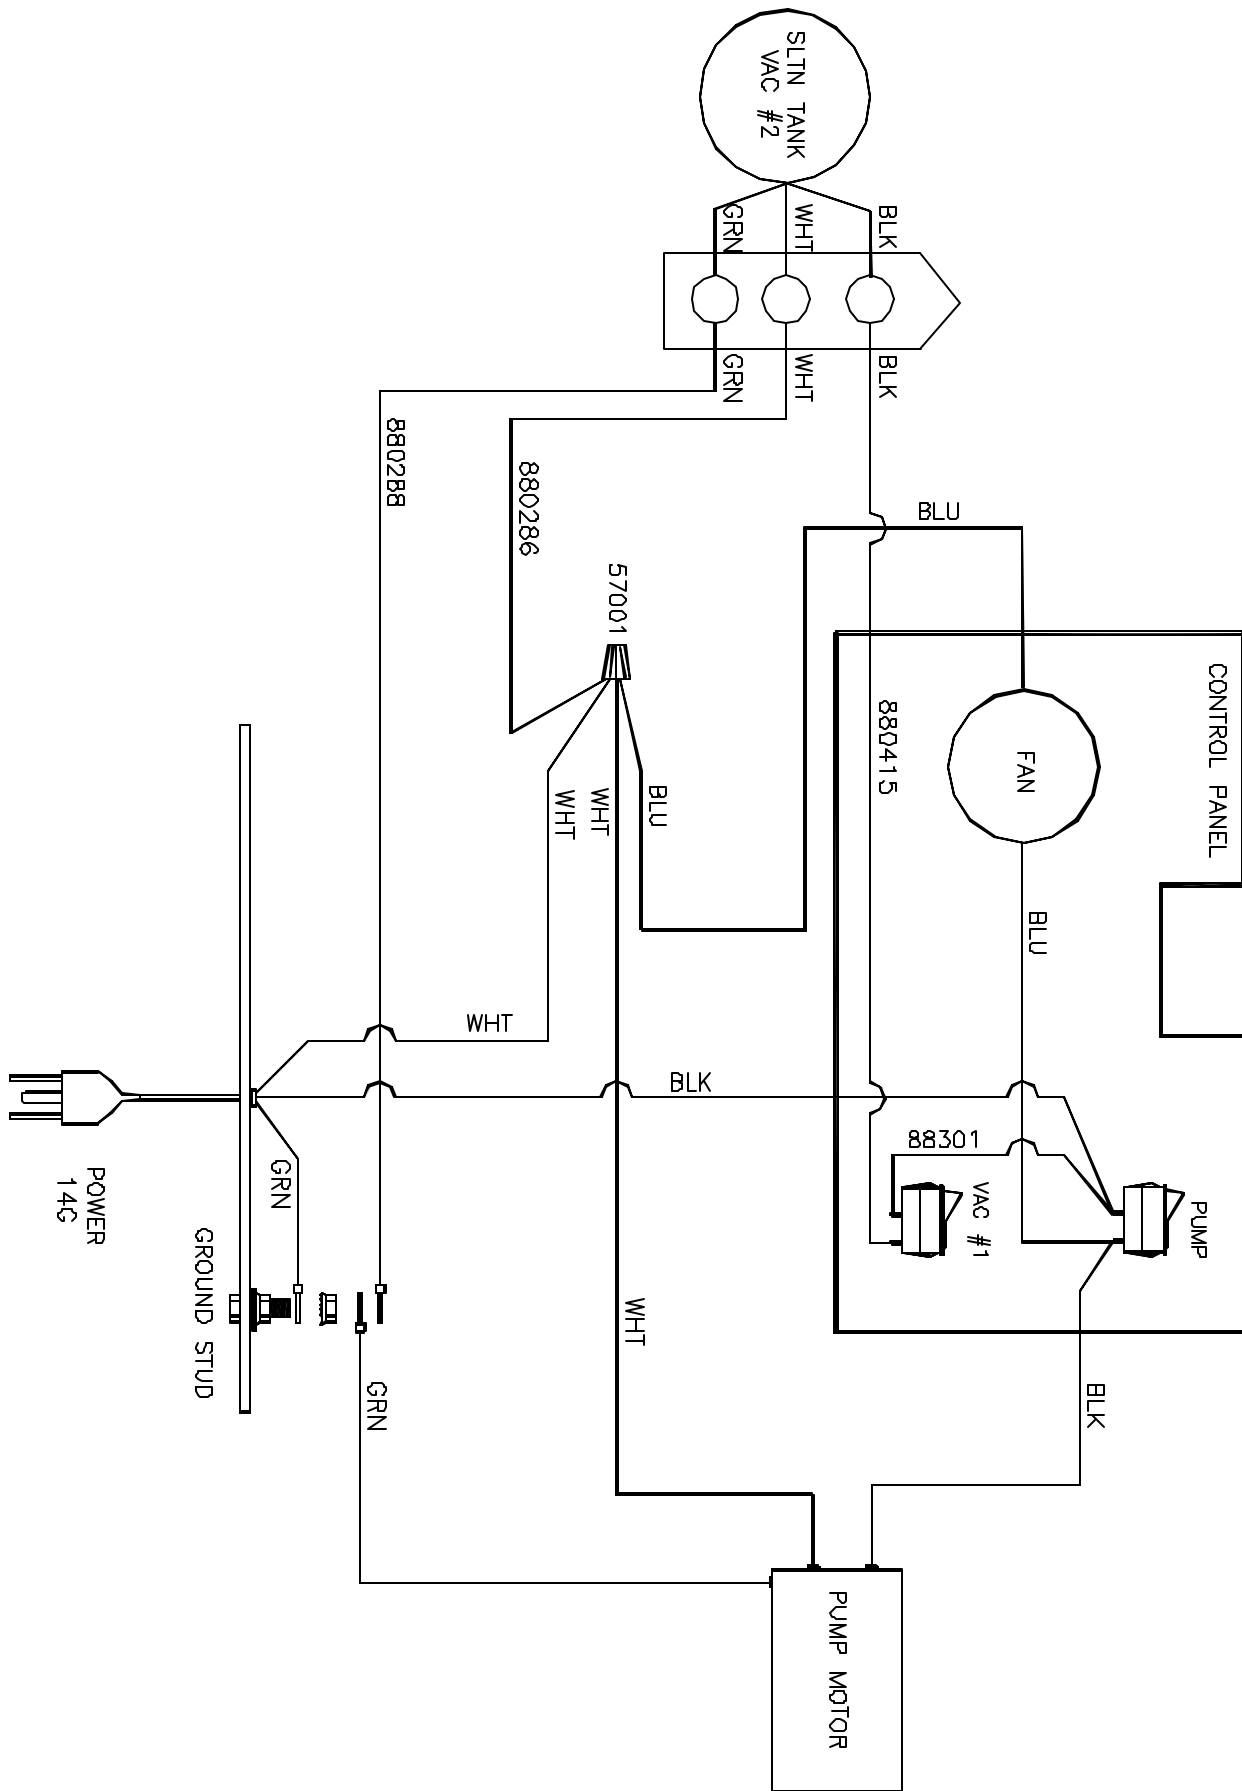 SLTN TANK
VAC #2
GRN
WHT
BLK
GRN
WHT
BLK
880288
880286
57001
BLU
880415
CONTROL PANEL
FAN
WHT
WHT
BLU
BLU
WHT
BLK
88301
VAC #1
PUMP
POWER
14G
GRN
GROUND STUD
WHT
GRN
BLK
PUMP MOTOR